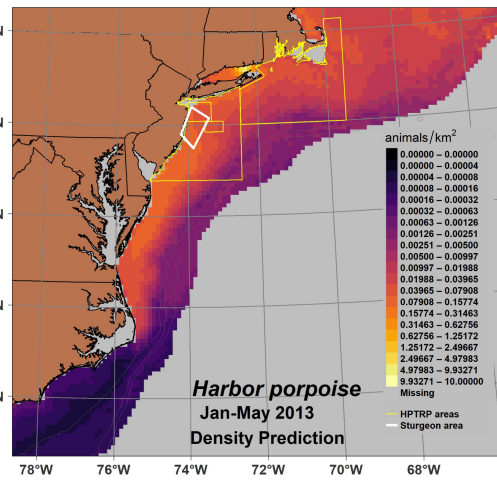 animals/km²
0.00000 – 0.00000
0.00000 – 0.00004
0.00004 – 0.00008
0.00008 – 0.00016
0.00016 – 0.00032
0.00032 – 0.00063
0.00063 – 0.00126
0.00126 – 0.00251
0.00251 – 0.00500
0.00500 – 0.00997
0.00997 – 0.01988
0.01988 – 0.03965
0.03965 – 0.07908
0.07908 – 0.15774
0.15774 – 0.31463
0.31463 – 0.62756
0.62756 – 1.25172
1.25172 – 2.49667
2.49667 – 4.97983
4.97983 – 9.93271
9.93271 – 10.00000
Missing
HPTRP areas
Sturgeon area
Harbor porpoise
Jan-May 2013
Density Prediction
78°W 76°W 74°W 72°W 70°W 68°W